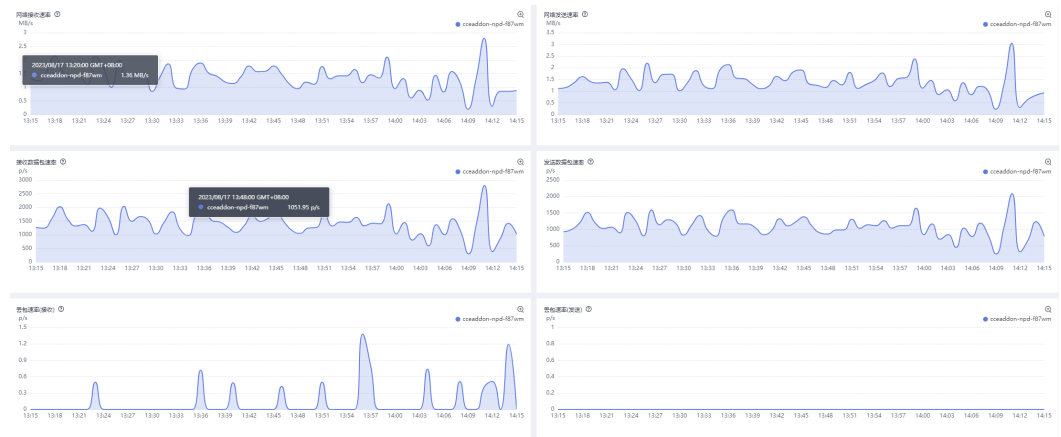 网络接收速率
MB/s
cceaddon-npd-f87wm
3
2.5
2023/08/17 13:20:00 GMT+08:00
cceaddon-npd-f87wm 1.36 MB/s
1
0.5
0
13:15 13:18 13:21 13:24 13:27 13:30 13:33 13:36 13:39 13:42 13:45 13:48 13:51 13:54 13:57 14:00 14:03 14:06 14:09 14:12 14:15
网络发送速率
MB/s
cceaddon-npd-f87wm
3.5
3
2.5
2
1.5
1
0.5
0
13:15 13:18 13:21 13:24 13:27 13:30 13:33 13:36 13:39 13:42 13:45 13:48 13:51 13:54 13:57 14:00 14:03 14:06 14:09 14:12 14:15
接收数据包速率
p/s
cceaddon-npd-f87wm
3000
2500
2000
1500
1000
500
0
2023/08/17 13:48:00 GMT+08:00
cceaddon-npd-f87wm 1051.95 p/s
13:15 13:18 13:21 13:24 13:27 13:30 13:33 13:36 13:39 13:42 13:45 13:48 13:51 13:54 13:57 14:00 14:03 14:06 14:09 14:12 14:15
发送数据包速率
p/s
cceaddon-npd-f87wm
2500
2000
1500
1000
500
0
13:15 13:18 13:21 13:24 13:27 13:30 13:33 13:36 13:39 13:42 13:45 13:48 13:51 13:54 13:57 14:00 14:03 14:06 14:09 14:12 14:15
丢包速率(接收)
p/s
cceaddon-npd-f87wm
1.5
1.2
0.9
0.6
0.3
0
13:15 13:18 13:21 13:24 13:27 13:30 13:33 13:36 13:39 13:42 13:45 13:48 13:51 13:54 13:57 14:00 14:03 14:06 14:09 14:12 14:15
丢包速率(发送)
p/s
cceaddon-npd-f87wm
1
0.8
0.6
0.4
0.2
0
13:15 13:18 13:21 13:24 13:27 13:30 13:33 13:36 13:39 13:42 13:45 13:48 13:51 13:54 13:57 14:00 14:03 14:06 14:09 14:12 14:15